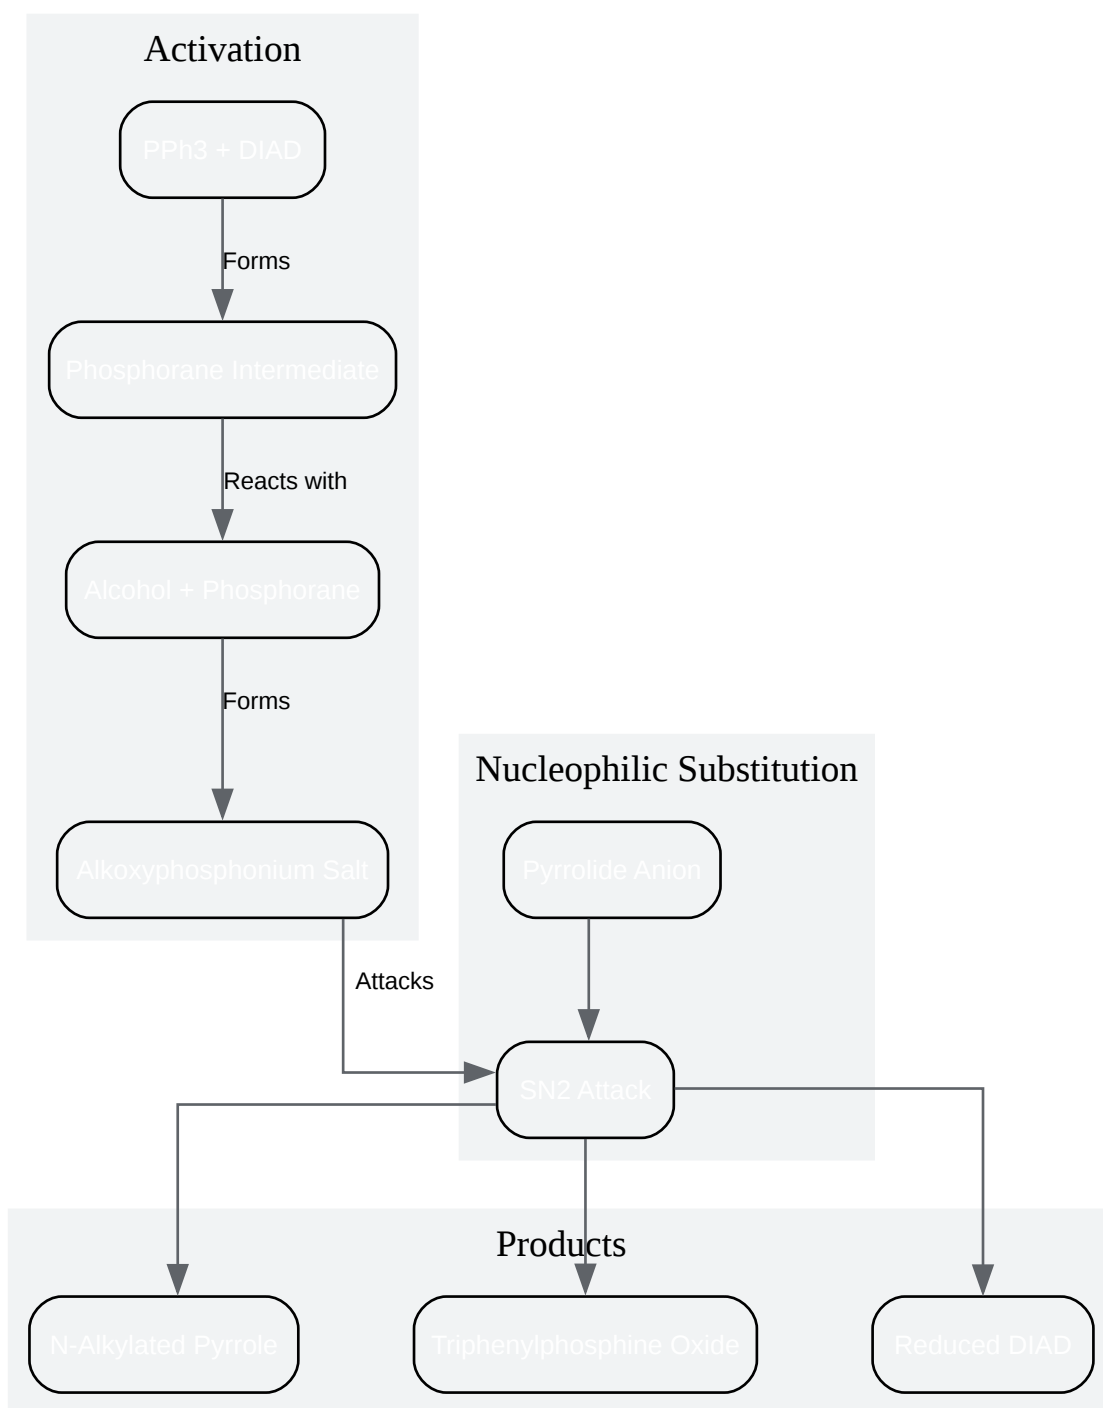 Activation
PPh3 + DIAD
Forms
Phosphorane Intermediate
Reacts with
Alcohol + Phosphorane
Forms
Alkoxyphosphonium Salt
Attacks
Nucleophilic Substitution
Pyrrolide Anion
SN2 Attack
Products
N-Alkylated Pyrrole
Triphenylphosphine Oxide
Reduced DIAD